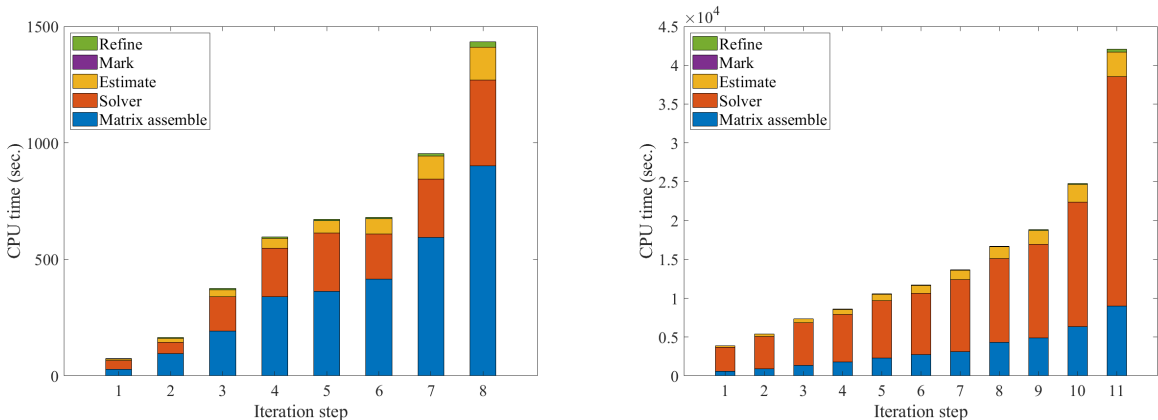 1500
1000
500
0
CPU time (sec.)
Refine
Mark
Estimate
Solver
Matrix assemble
1 2 3 4 5 6 7 8
Iteration step
×10^4
4.5
4
3.5
3
2.5
2
1.5
1
0.5
0
CPU time (sec.)
Refine
Mark
Estimate
Solver
Matrix assemble
1 2 3 4 5 6 7 8 9 10 11
Iteration step